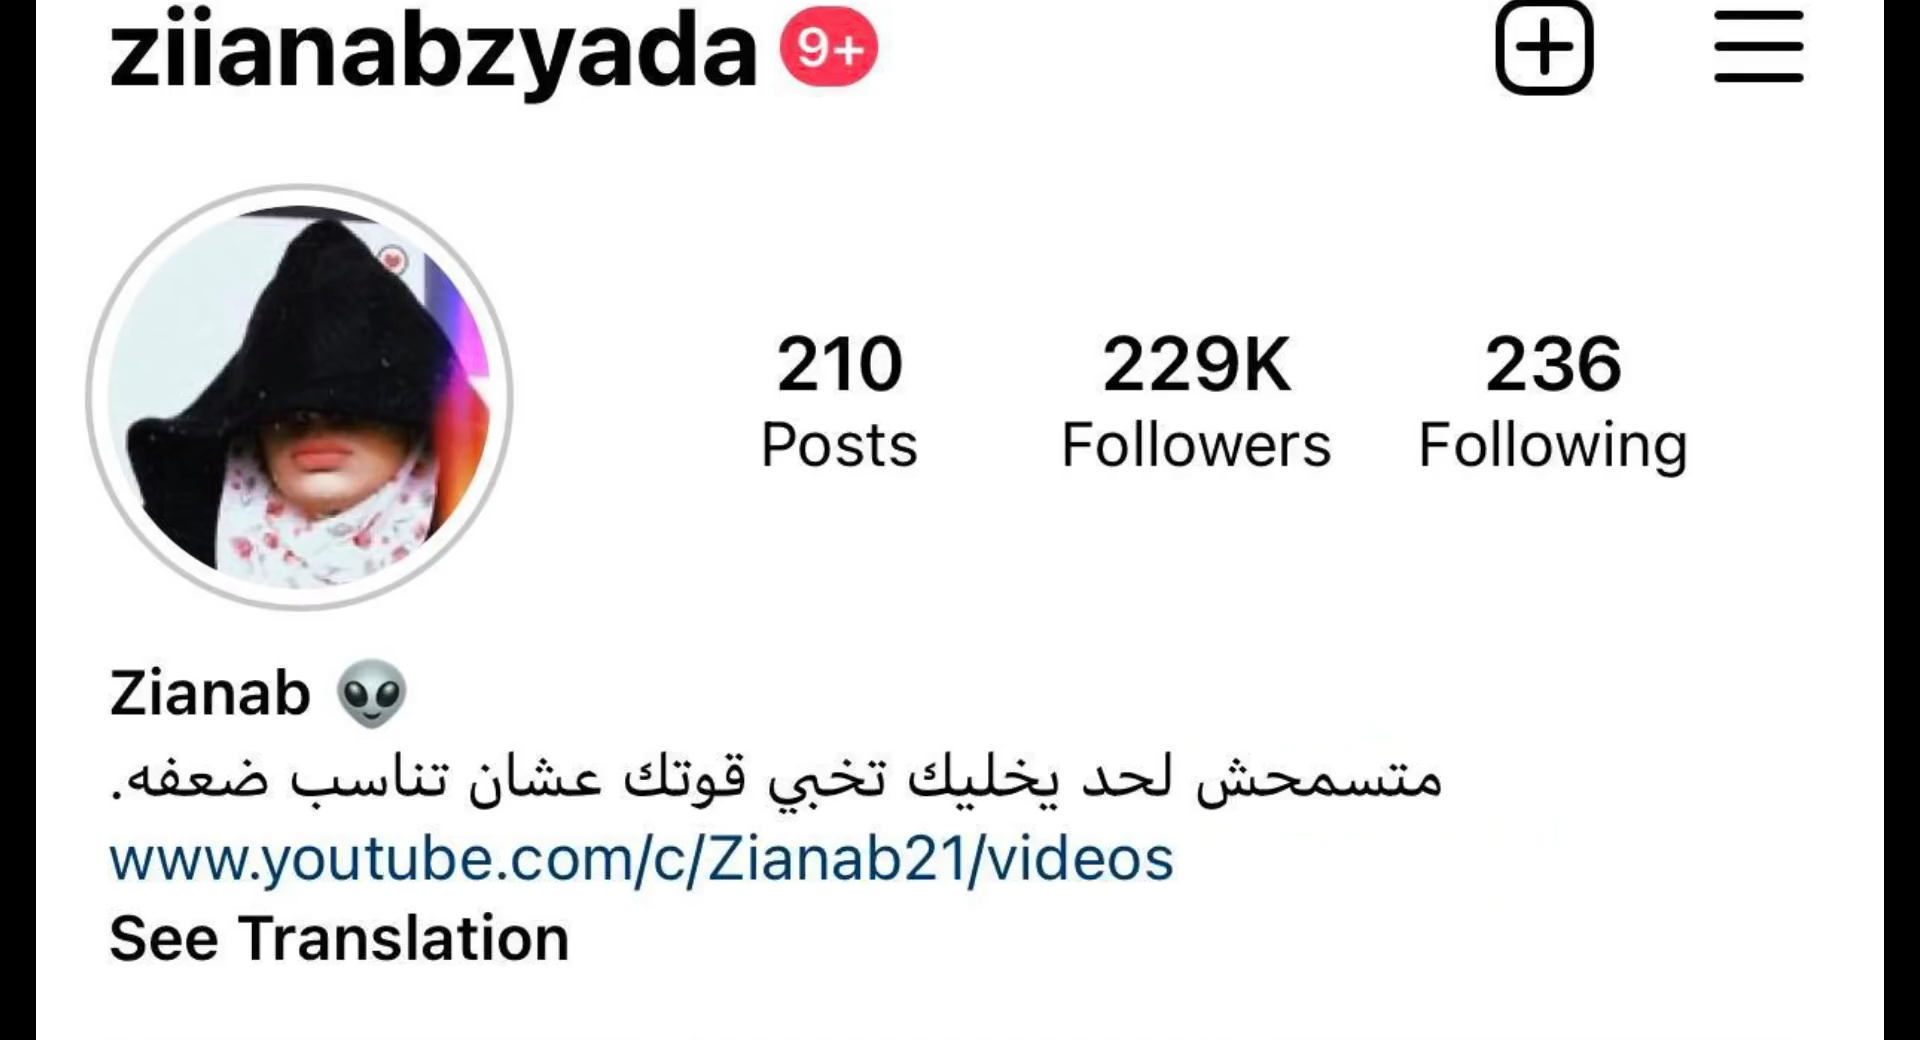 ziianabzyada 9+
210 229K 236
Posts Followers Following
Zianab 👽
متسمحش لحد يخليك تخبي قوتك عشان تناسب ضعفه.
www.youtube.com/c/Zianab21/videos
See Translation